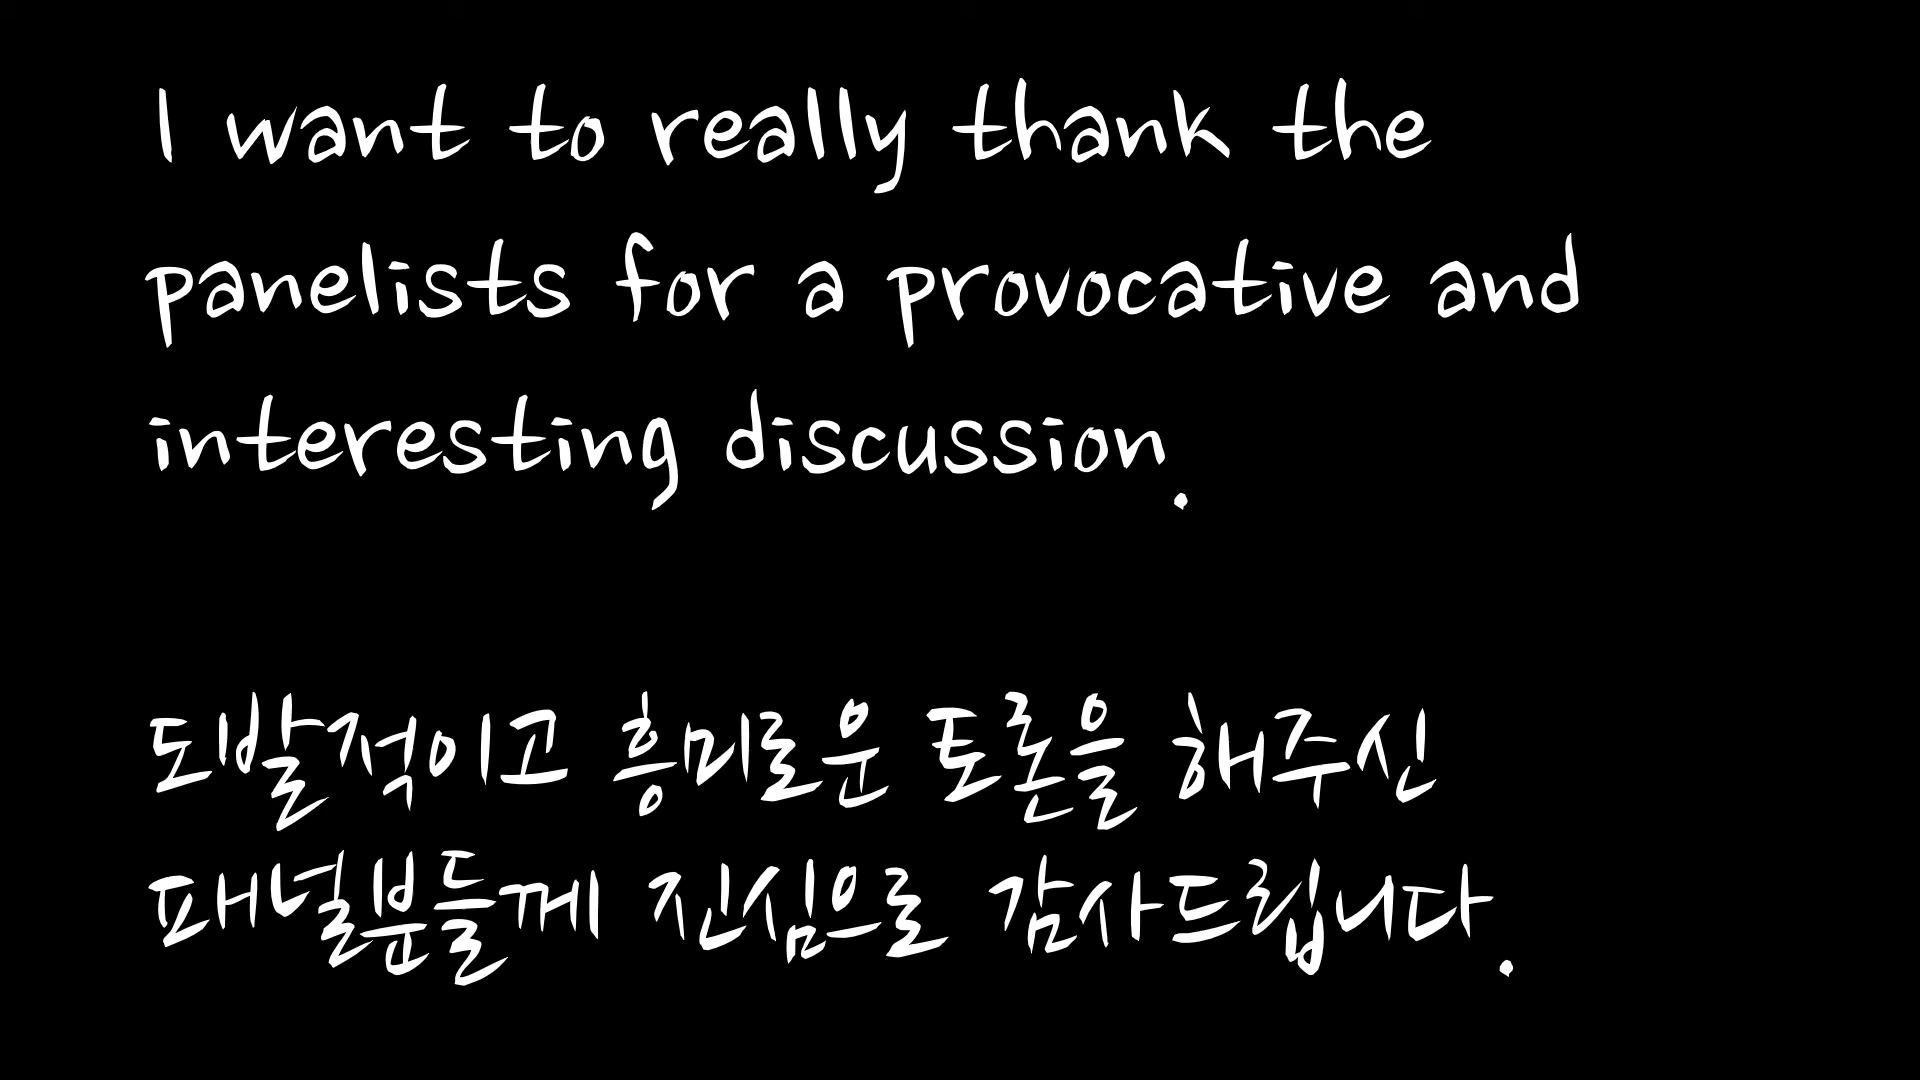 I want to really thank the
panelists for a provocative and
interesting discussion.
도발적이고 흥미로운 토론을 해주신
패널분들께 진심으로 감사드립니다.